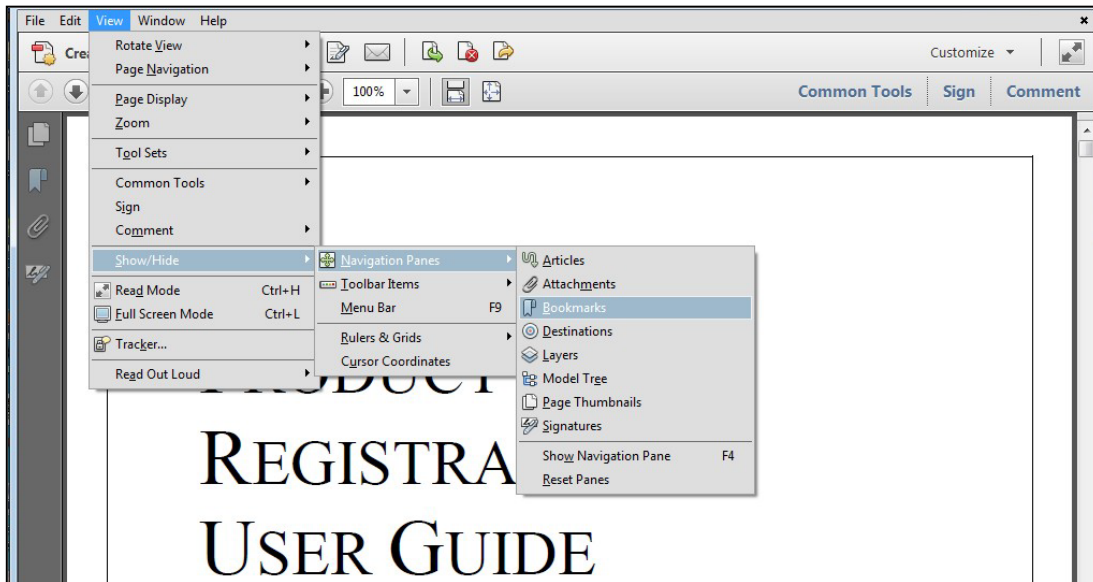 File Edit View Window Help
Customize
100%
Common Tools Sign Comment
Rotate View
Page Navigation
Page Display
Zoom
Tool Sets
Common Tools
Sign
Comment
Show/Hide
Read Mode Ctrl+H
Full Screen Mode Ctrl+L
Tracker...
Read Out Loud
Navigation Panes
Toolbar Items
Menu Bar F9
Rulers & Grids
Cursor Coordinates
Articles
Attachments
Bookmarks
Destinations
Layers
Model Tree
Page Thumbnails
Signatures
Show Navigation Pane F4
Reset Panes
PRODUCT
USER GUIDE